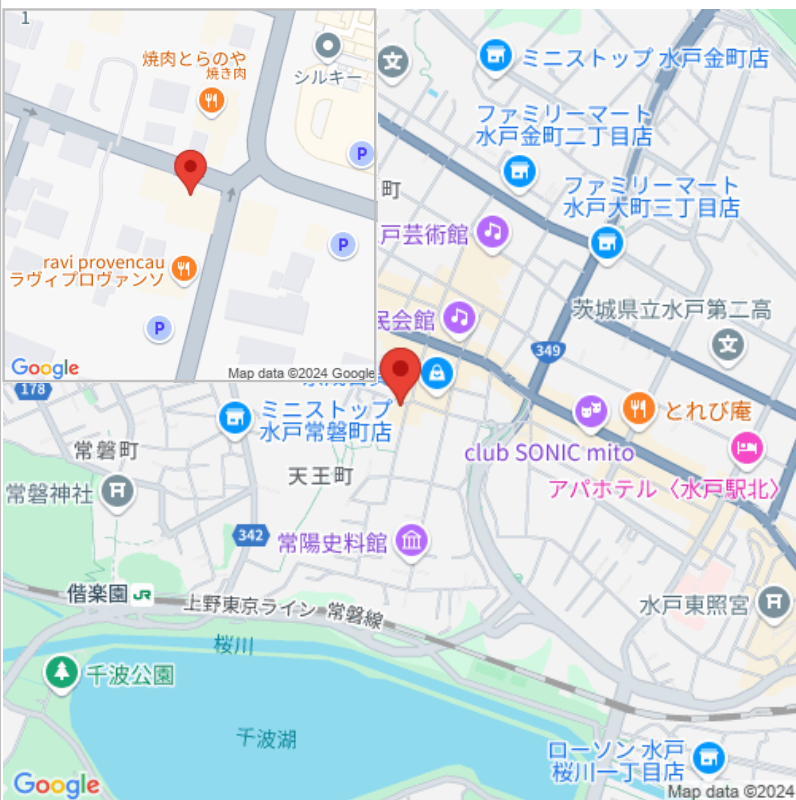 1
焼肉とらのや
焼き肉
シルキー
P
ravi provencau
ラヴィプロヴァンソ
P
P
Google
Map data ©2024 Google
文
ミニストップ 水戸金町店
ファミリーマート
水戸金町二丁目店
町
ファミリーマート
水戸大町三丁目店
戸芸術館
茨城県立水戸第二高
民会館
文
349
178
ミニストップ
水戸常磐町店
とれび庵
club SONIC mito
常磐町
天王町
アパホテル〈水戸駅北〉
常磐神社
342
常陽史料館
偕楽園
JR
上野東京ライン 常磐線
水戸東照宮
桜川
千波公園
千波湖
ローソン 水戸
桜川一丁目店
Google
Map data ©2024